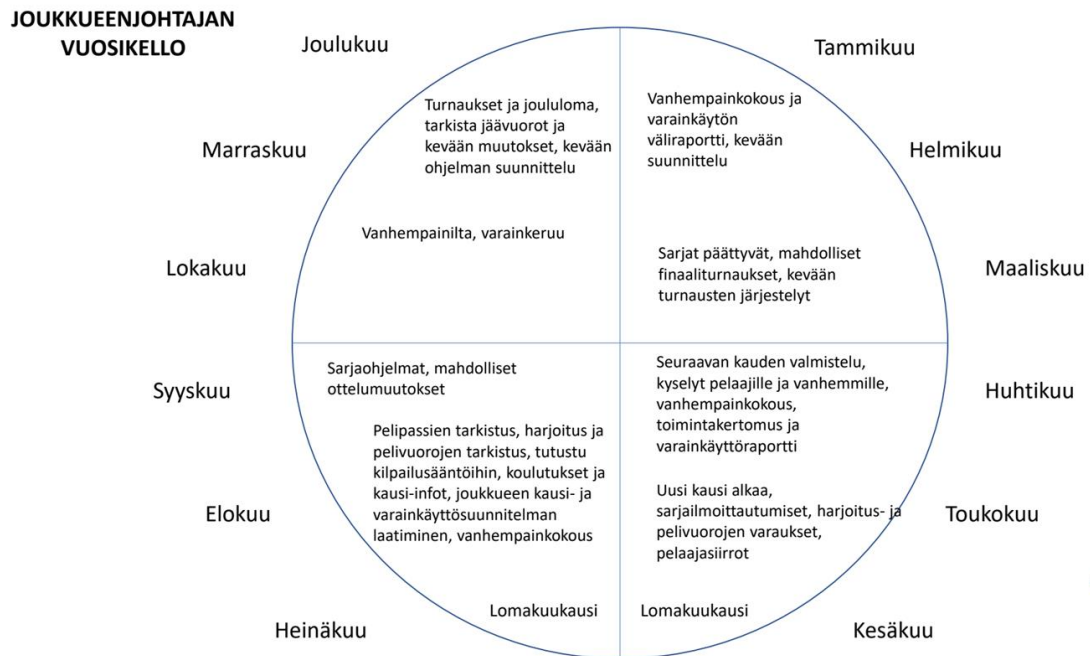 JOUKKUEENJOHTAJAN
VUOSIKELLO
Joulukuu
Tammikuu
Turnaukset ja joululoma,
tarkista jäävuorot ja
kevään muutokset, kevään
ohjelman suunnittelu
Vanhempainkokous ja
varainkäytön
väliraportti, kevään
suunnittelu
Marraskuu
Helmikuu
Vanhempainilta, varainkeruu
Lokakuu
Sarjat päättyvät, mahdolliset
finaaliturnaukset, kevään
turnausten järjestelyt
Maaliskuu
Sarjaohjelmat, mahdolliset
ottelumuutokset
Syyskuu
Seuraavan kauden valmistelu,
kyselyt pelaajille ja vanhemmille,
vanhempainkokous,
toimintakertomus ja
varainkäyttöraportti
Huhtikuu
Pelipassien tarkistus, harjoitus ja
pelivuorojen tarkistus, tutustu
kilpailusääntöihin, koulutukset ja
kausi-infot, joukkueen kausi- ja
varainkäyttösuunnitelman
laatiminen, vanhempainkokous
Elokuu
Uusi kausi alkaa,
sarjailmoittautumiset, harjoitus- ja
pelivuorojen varaukset,
pelaajasiirrot
Toukokuu
Lomakuukausi
Lomakuukausi
Heinäkuu
Kesäkuu